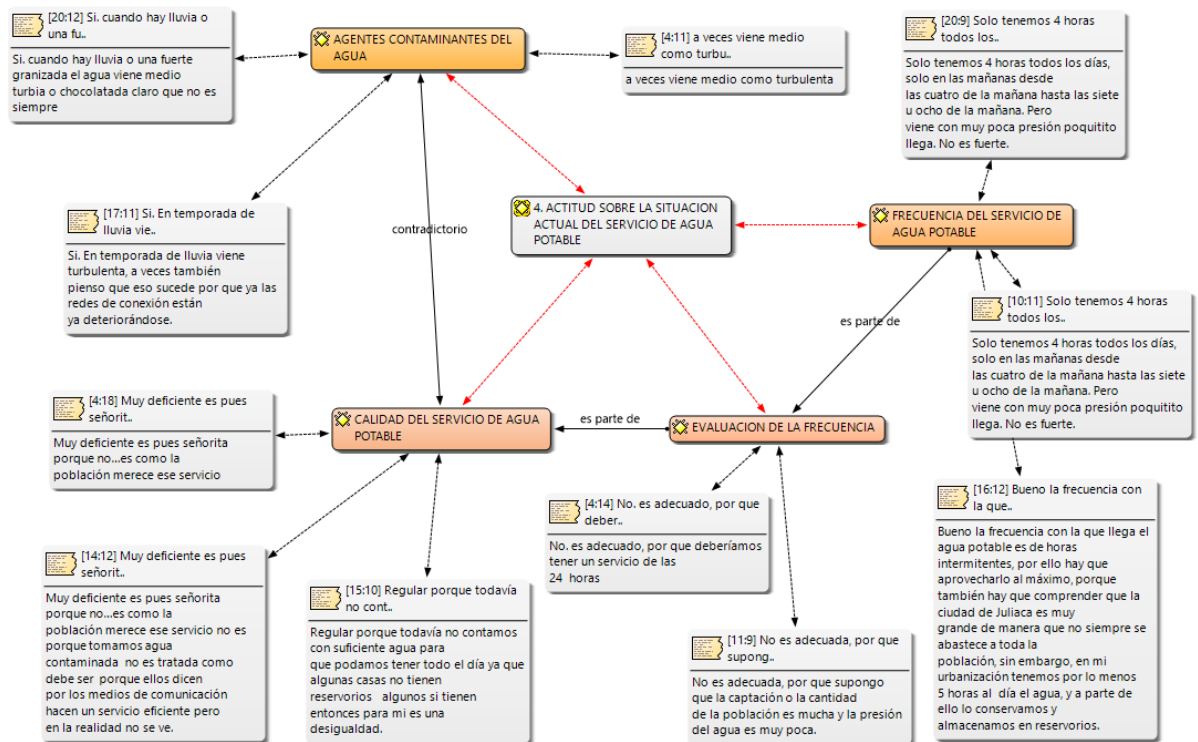 [20:12] Si. cuando hay lluvia o
una fu..
Si. cuando hay lluvia o una fuerte
granizada el agua viene medio
turbia o chocolatada claro que no es
siempre
AGENTES CONTAMINANTES DEL
AGUA
[4:11] a veces viene medio
como turbu..
a veces viene medio como turbulenta
[20:9] Solo tenemos 4 horas
todos los..
Solo tenemos 4 horas todos los días,
solo en las mañanas desde
las cuatro de la mañana hasta las siete
u ocho de la mañana. Pero
viene con muy poca presión poquitito
llega. No es fuerte.
[17:11] Si. En temporada de
lluvia vie..
Si. En temporada de lluvia viene
turbulenta, a veces también
pienso que eso sucede por que ya las
redes de conexión están
ya deteriorándose.
contradictorio
4. ACTITUD SOBRE LA SITUACION
ACTUAL DEL SERVICIO DE AGUA
POTABLE
FRECUENCIA DEL SERVICIO DE
AGUA POTABLE
es parte de
[10:11] Solo tenemos 4 horas
todos los..
Solo tenemos 4 horas todos los días,
solo en las mañanas desde
las cuatro de la mañana hasta las siete
u ocho de la mañana. Pero
viene con muy poca presión poquitito
llega. No es fuerte.
[4:18] Muy deficiente es pues
señorit..
Muy deficiente es pues señorita
porque no...es como la
población merece ese servicio
CALIDAD DEL SERVICIO DE AGUA
POTABLE
es parte de
EVALUACION DE LA FRECUENCIA
[4:14] No. es adecuado, por que
deber..
No. es adecuado, por que deberíamos
tener un servicio de las
24 horas
[16:12] Bueno la frecuencia con
la que..
Bueno la frecuencia con la que llega el
agua potable es de horas
intermitentes, por ello hay que
aprovecharlo al máximo, porque
también hay que comprender que la
ciudad de Juliaca es muy
grande de manera que no siempre se
abastece a toda la
población, sin embargo, en mi
urbanización tenemos por lo menos
5 horas al día el agua, y a parte de
ello lo conservamos y
almacenamos en reservorios.
[14:12] Muy deficiente es pues
señorit..
Muy deficiente es pues señorita
porque no...es como la
población merece ese servicio no es
porque tomamos agua
contaminada no es tratada como
debe ser porque ellos dicen
por los medios de comunicación
hacen un servicio eficiente pero
en la realidad no se ve.
[15:10] Regular porque todavía
no cont..
Regular porque todavía no contamos
con suficiente agua para
que podamos tener todo el día ya que
algunas casas no tienen
reservorios algunos si tienen
entonces para mi es una
desigualdad.
[11:9] No es adecuada, por que
supong..
No es adecuada, por que supongo
que la captación o la cantidad
de la población es mucha y la presión
del agua es muy poca.